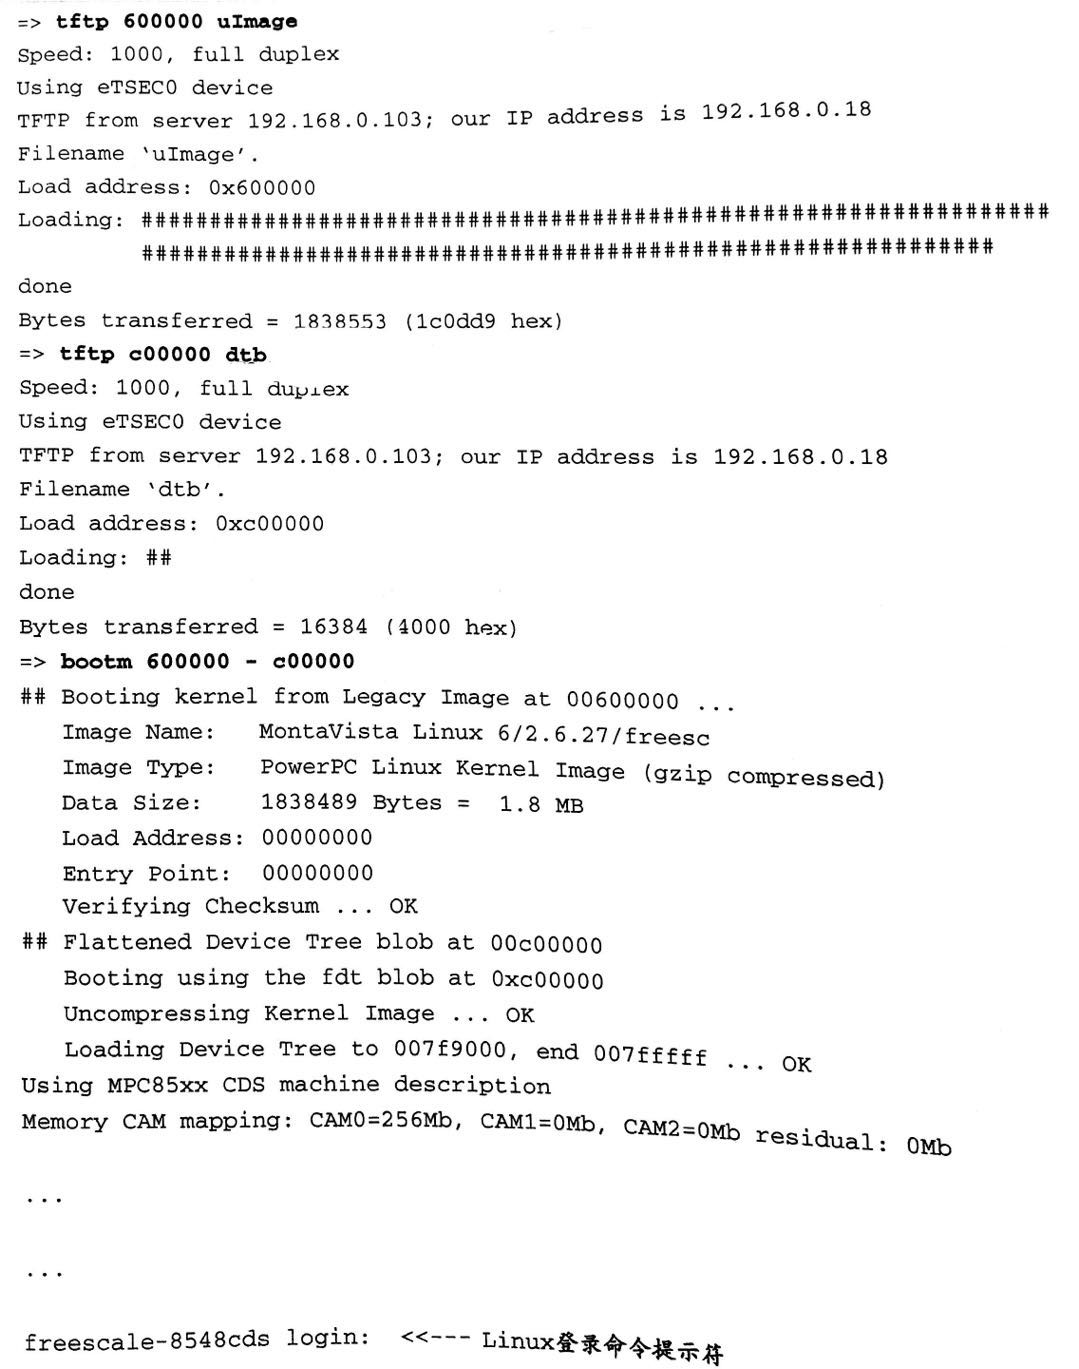 => tftp 600000 uImage
Speed: 1000, full duplex
Using eTSEC0 device
TFTP from server 192.168.0.103; our IP address is 192.168.0.18
Filename `uImage'.
Load address: 0x600000
Loading: #################################################################
#############################################################
done
Bytes transferred = 1838553 (1c0dd9 hex)
=> tftp c00000 dtb
Speed: 1000, full duplex
Using eTSEC0 device
TFTP from server 192.168.0.103; our IP address is 192.168.0.18
Filename `dtb'.
Load address: 0xc00000
Loading: ##
done
Bytes transferred = 16384 (4000 hex)
=> bootm 600000 - c00000
## Booting kernel from Legacy Image at 00600000 ...
Image Name: MontaVista Linux 6/2.6.27/freesc
Image Type: PowerPC Linux Kernel Image (gzip compressed)
Data Size: 1838489 Bytes = 1.8 MB
Load Address: 00000000
Entry Point: 00000000
Verifying Checksum ... OK
## Flattened Device Tree blob at 00c00000
Booting using the fdt blob at 0xc00000
Uncompressing Kernel Image ... OK
Loading Device Tree to 007f9000, end 007fffff ... OK
Using MPC85xx CDS machine description
Memory CAM mapping: CAM0=256Mb, CAM1=0Mb, CAM2=0Mb residual: 0Mb
...
...
freescale-8548cds login: <<--- Linux登录命令提示符